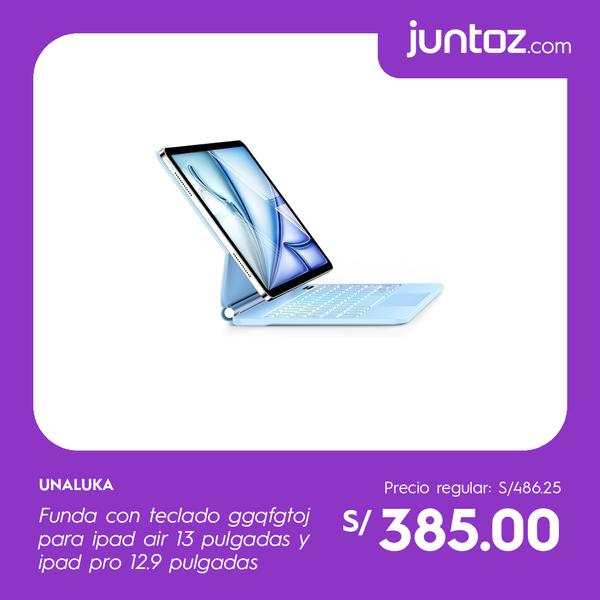 juntoz.com
UNALUKA
Funda con teclado ggqfgtoj
para ipad air 13 pulgadas y
ipad pro 12.9 pulgadas
Precio regular: S/486.25
S/ 385.00